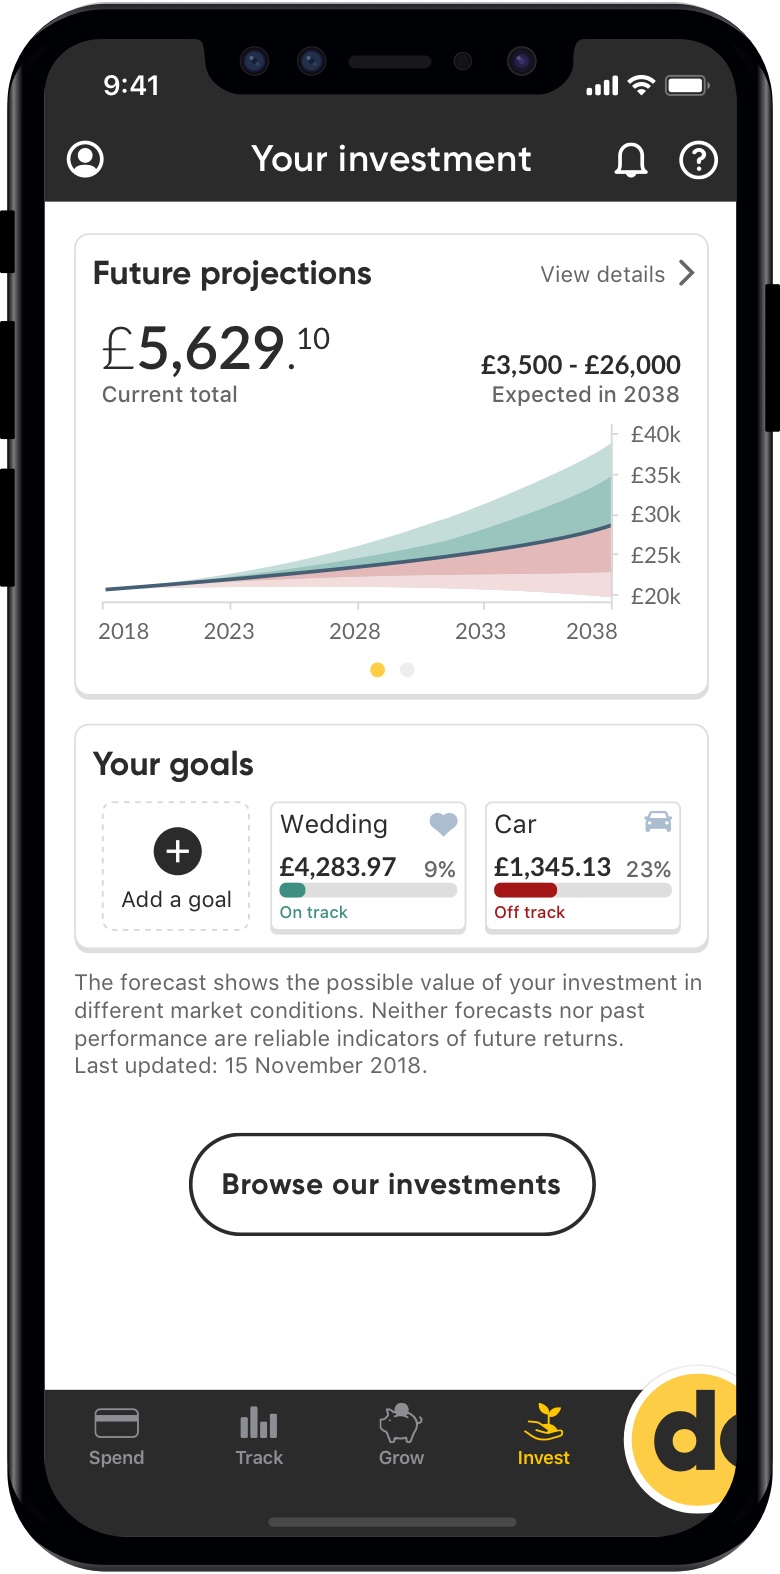 9:41
Your investment
Future projections
View details
£5,629.10
Current total
£3,500 - £26,000
Expected in 2038
£40k
£35k
£30k
£25k
£20k
2018 2023 2028 2033 2038
Your goals
Add a goal
Wedding
£4,283.97 9%
On track
Car
£1,345.13 23%
Off track
The forecast shows the possible value of your investment in
different market conditions. Neither forecasts nor past
performance are reliable indicators of future returns.
Last updated: 15 November 2018.
Browse our investments
Spend Track Grow Invest